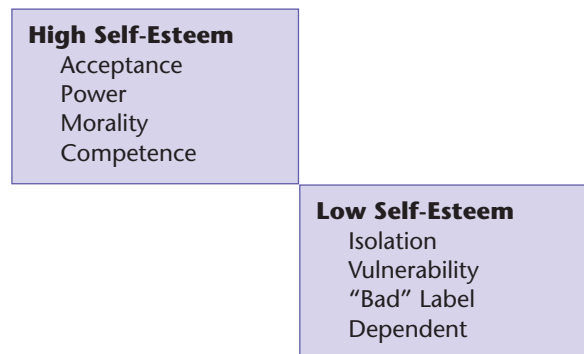 High Self-Esteem
Acceptance
Power
Morality
Competence
Low Self-Esteem
Isolation
Vulnerability
“Bad” Label
Dependent